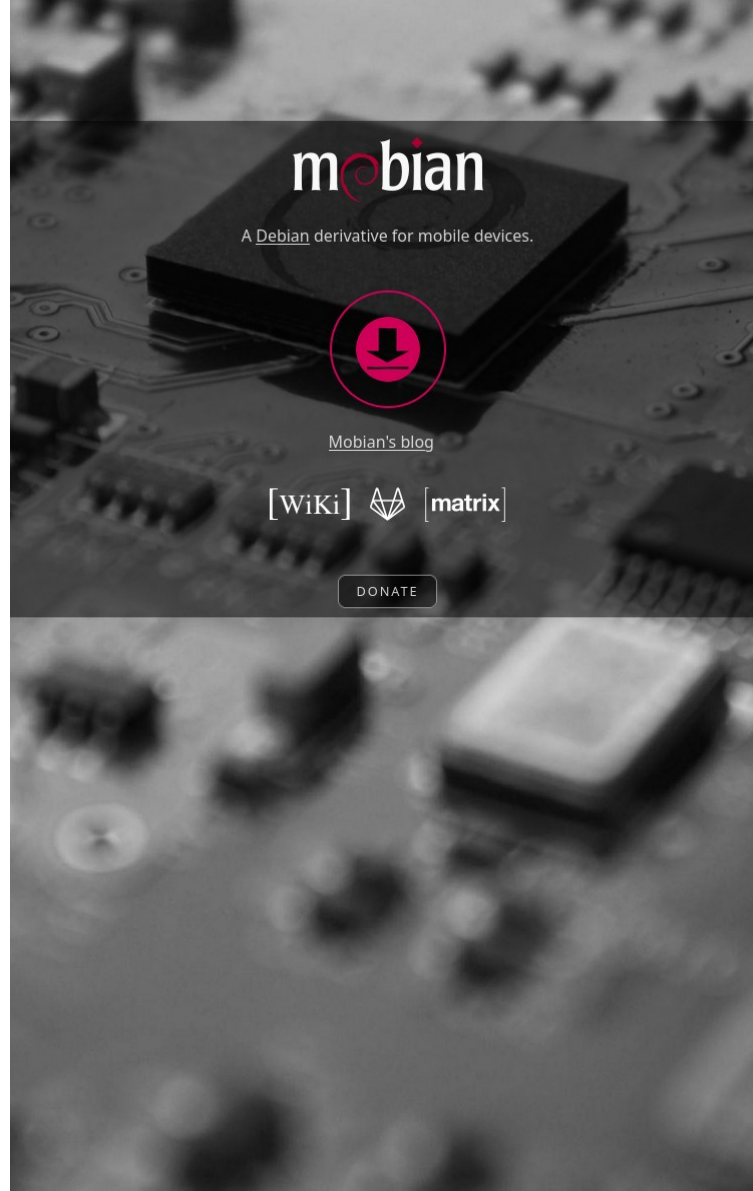 mobian
A Debian derivative for mobile devices.
Mobian's blog
[WiKi] [matrix]
DONATE